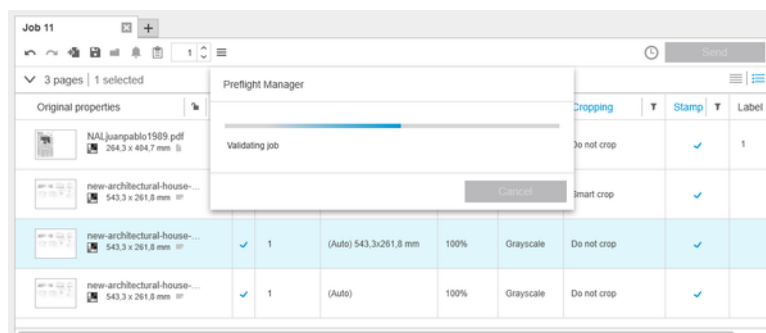 Job 11
1
Send
3 pages | 1 selected
Preflight Manager
Validating job
Cancel
Original properties
Cropping
Stamp
Label
NALjuanpablo1989.pdf
264,3 x 404,7 mm
Do not crop
1
new-architectural-house-...
543,3 x 261,8 mm
Smart crop
new-architectural-house-...
543,3 x 261,8 mm
1
(Auto) 543,3x261,8 mm
100%
Grayscale
Do not crop
new-architectural-house-...
543,3 x 261,8 mm
1
(Auto)
100%
Grayscale
Do not crop